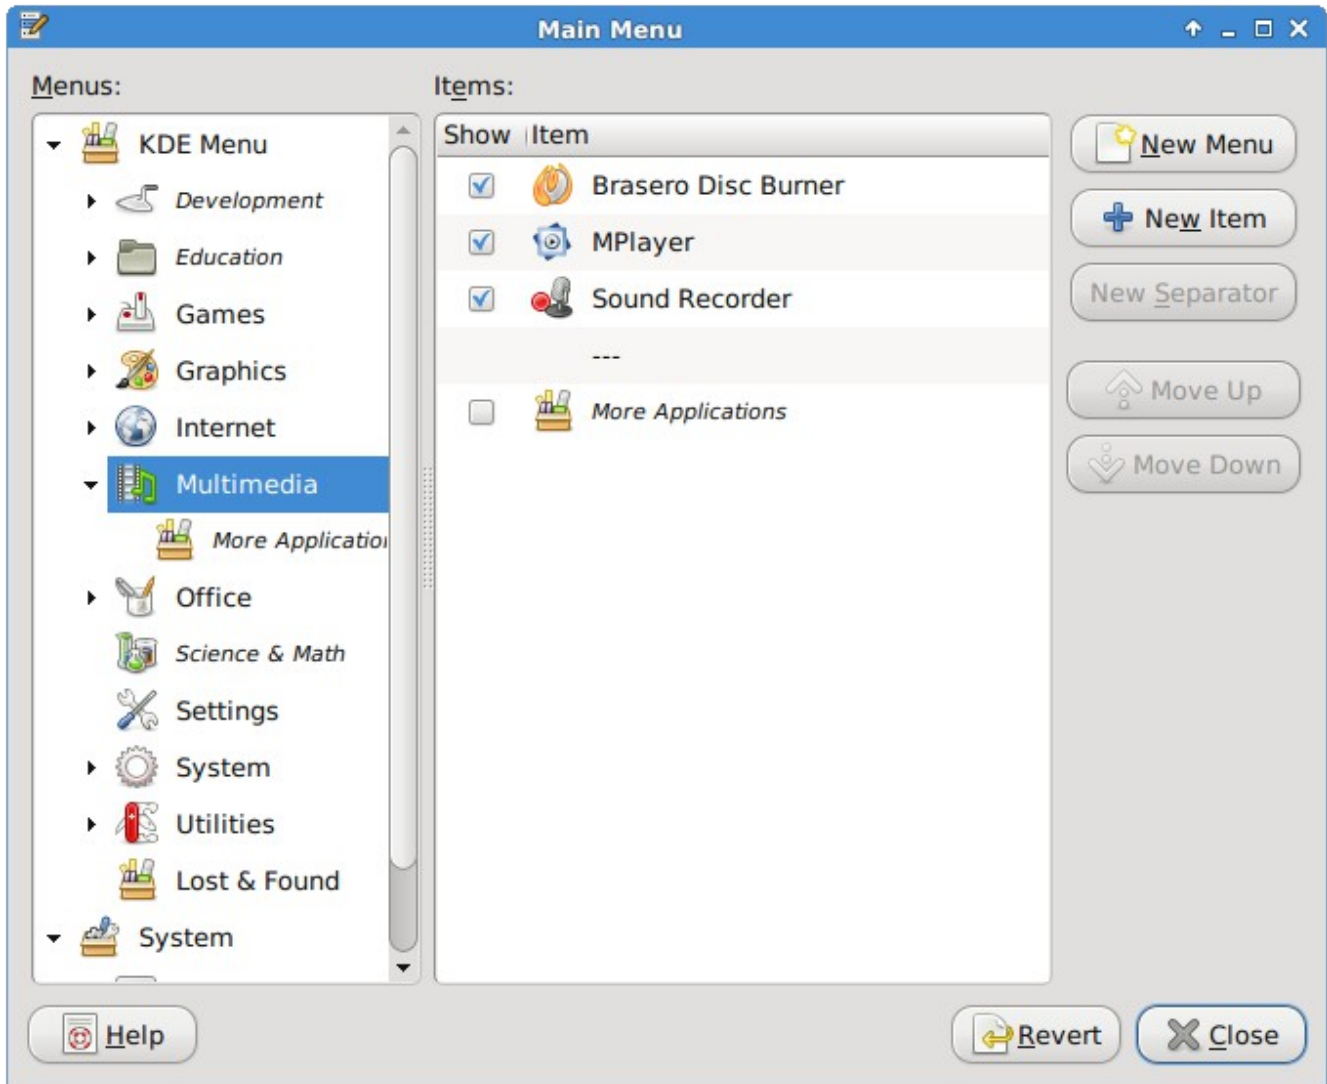 Main Menu
Menus:
Items:
KDE Menu
Development
Education
Games
Graphics
Internet
Multimedia
More Applicatio
Office
Science & Math
Settings
System
Utilities
Lost & Found
System
Show Item
Brasero Disc Burner
MPlayer
Sound Recorder
---
More Applications
New Menu
New Item
New Separator
Move Up
Move Down
Help
Revert
Close